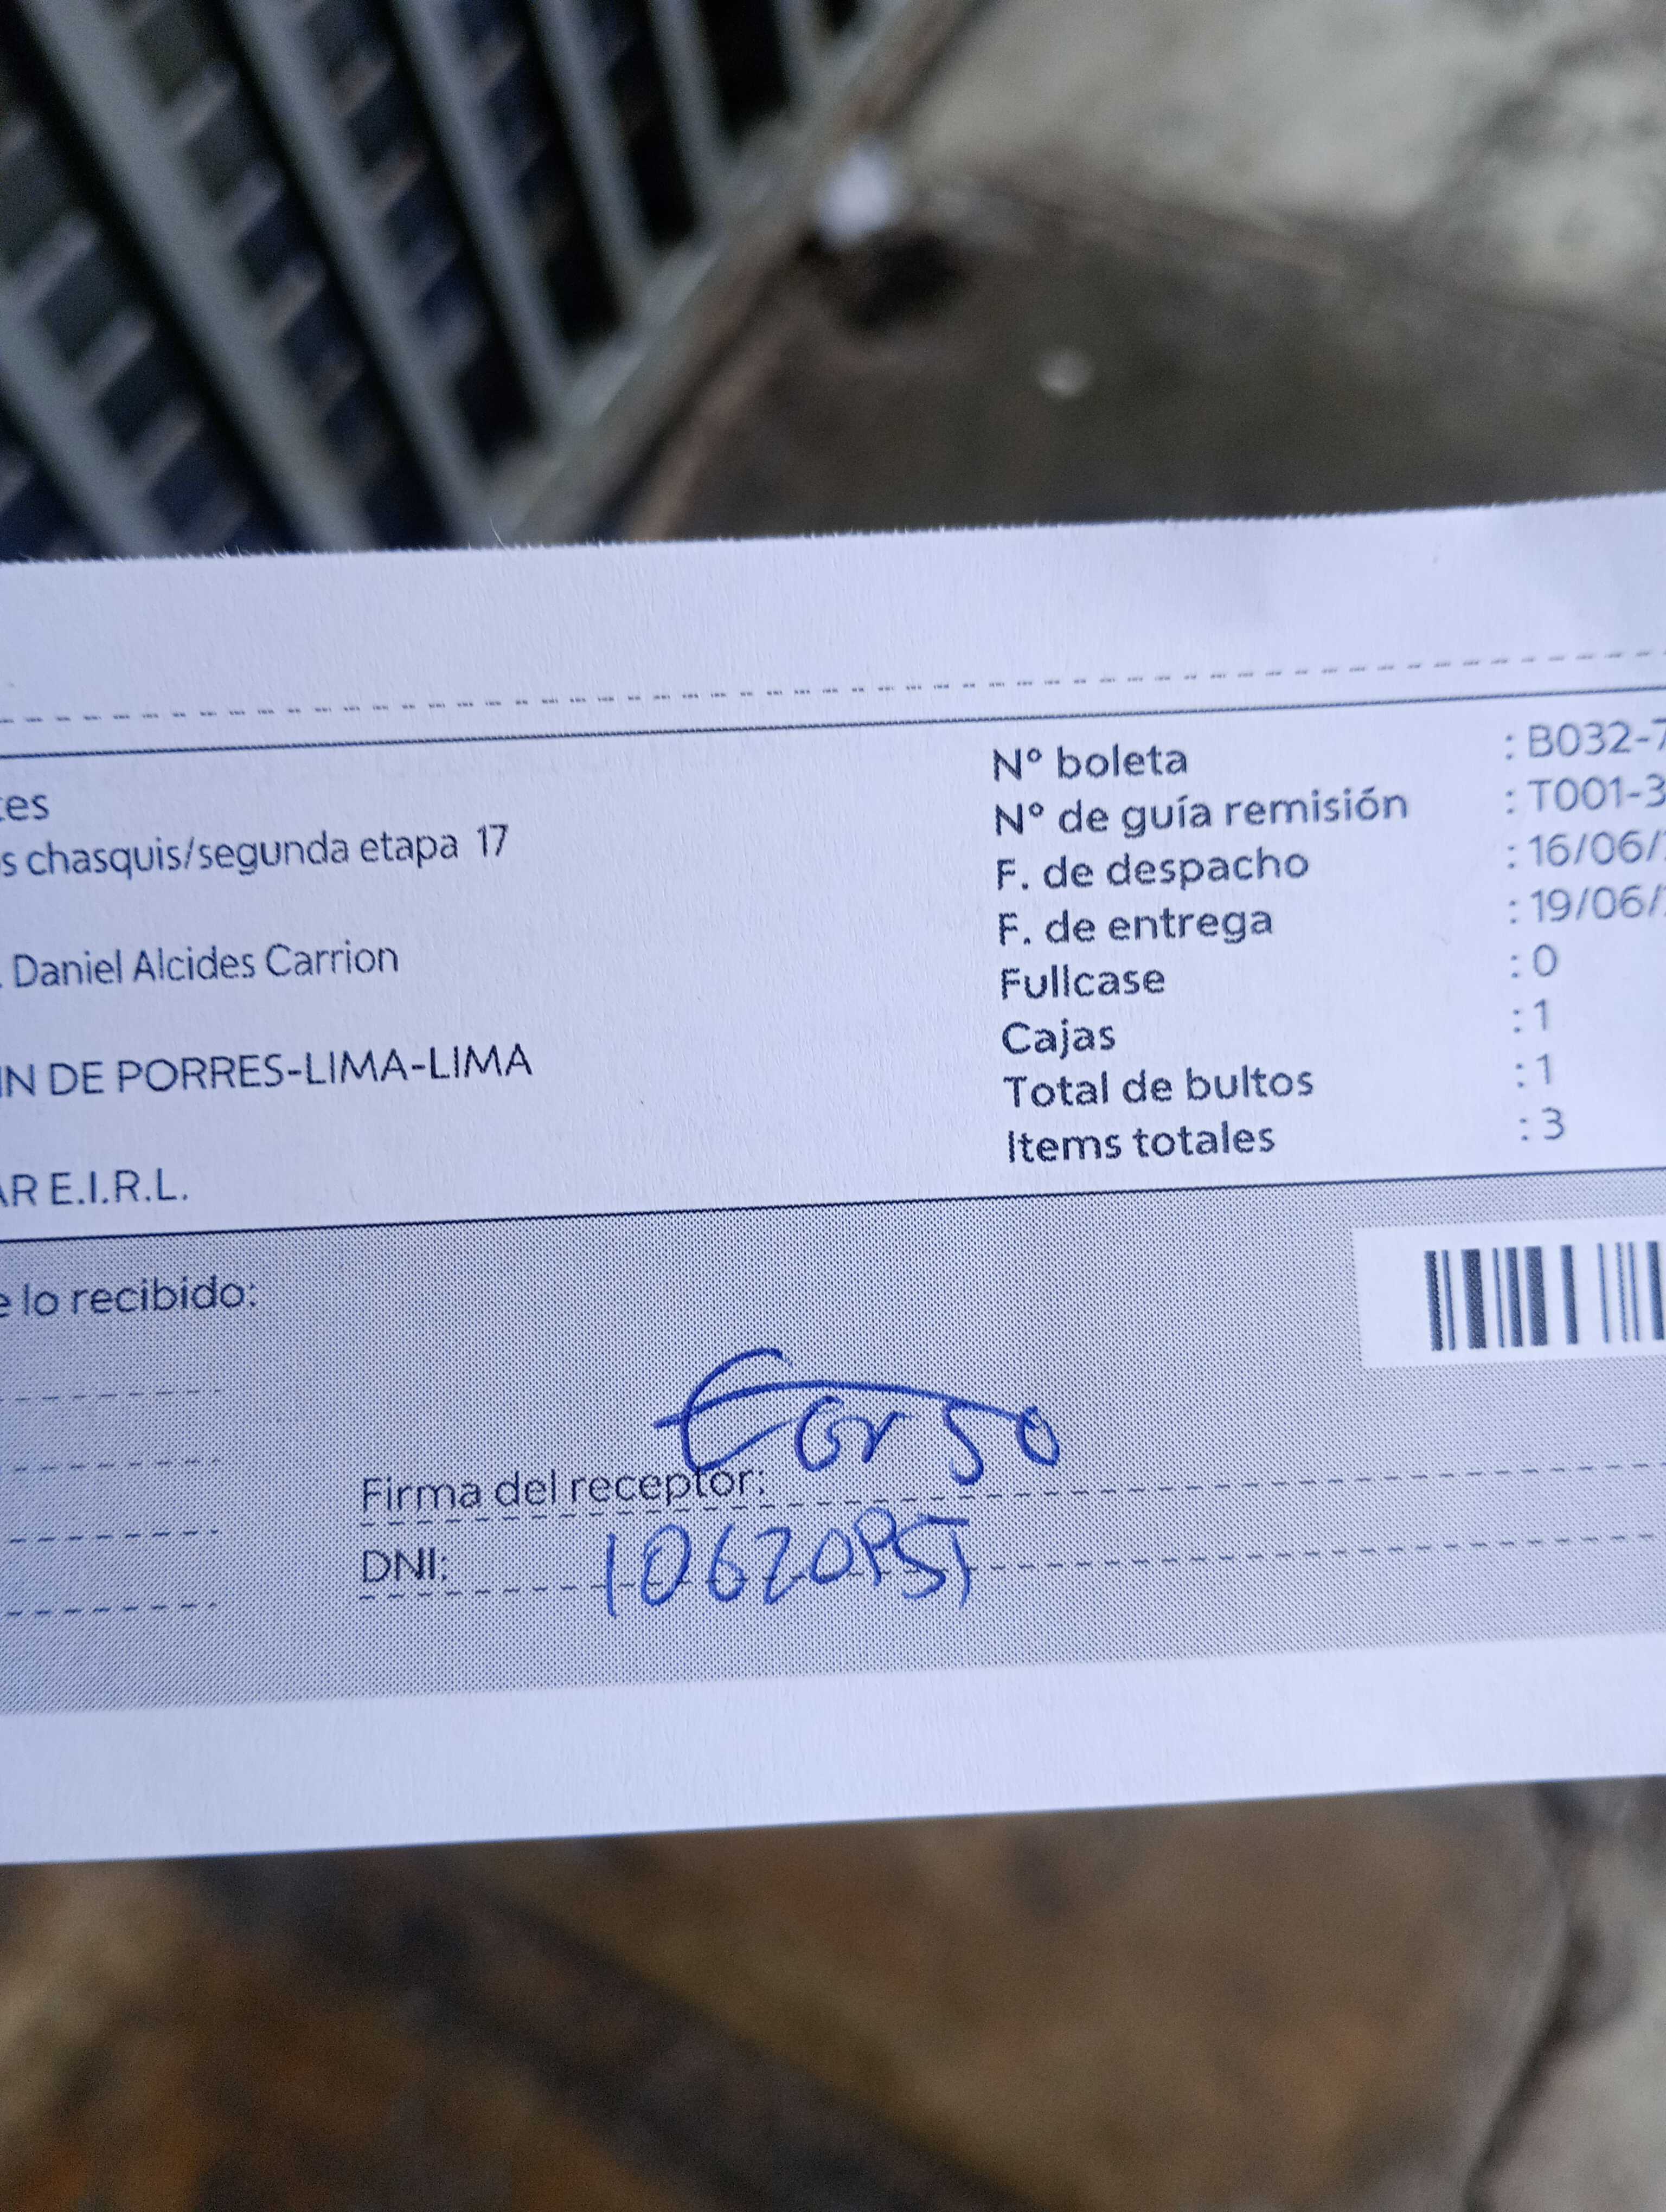 tes
s chasquis/segunda etapa 17
. Daniel Alcides Carrion
IN DE PORRES-LIMA-LIMA
AR E.I.R.L.
N° boleta : B032-7
N° de guía remisión : T001-3
F. de despacho : 16/06/
F. de entrega : 19/06/
Fullcase : 0
Cajas : 1
Total de bultos : 1
Items totales : 3
e lo recibido:
Firma del receptor:
DNI: